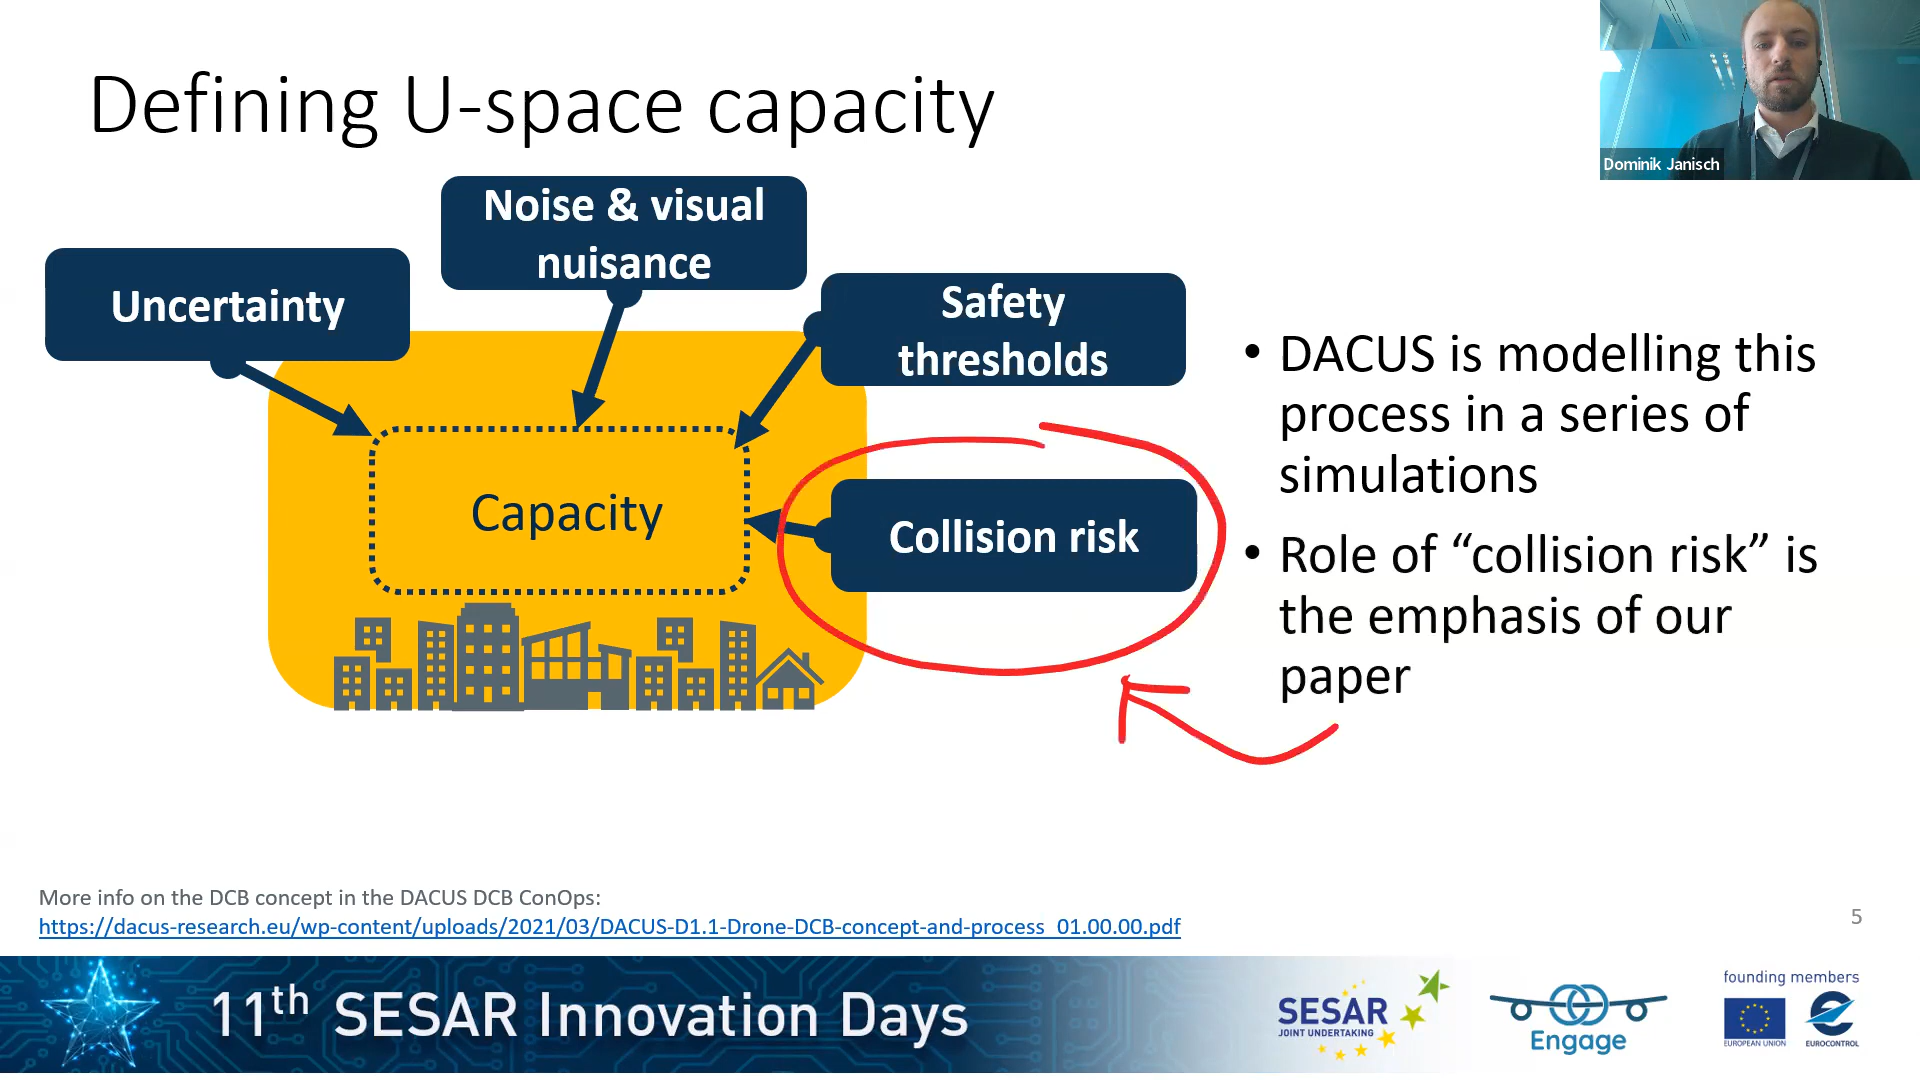 Defining U-space capacity
Dominik Janisch
Noise & visual
nuisance
Uncertainty
Safety
thresholds
Capacity
Collision risk
• DACUS is modelling this
process in a series of
simulations
• Role of “collision risk” is
the emphasis of our
paper
More info on the DCB concept in the DACUS DCB ConOps:
https://dacus-research.eu/wp-content/uploads/2021/03/DACUS-D1.1-Drone-DCB-concept-and-process_01.00.00.pdf
5
11th SESAR Innovation Days
SESAR
JOINT UNDERTAKING
Engage
founding members
EUROPEAN UNION
EUROCONTROL